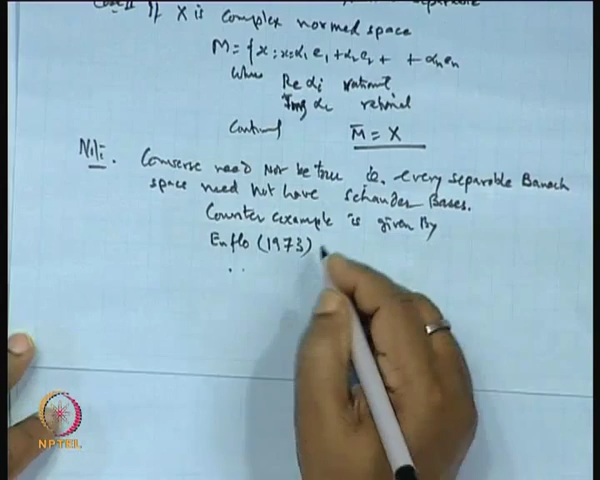 Case II If X is complex normed space
M = {x : x = α₁ e₁ + α₂ e₂ + + αₙ eₙ
where Re αᵢ rational
Img αᵢ rational
Continued M̄ = X
Note : Converse need not be true ie. every separable Banach
space need not have Schauder Bases.
Counter example is given By
Enflo (1973)
NPTEL